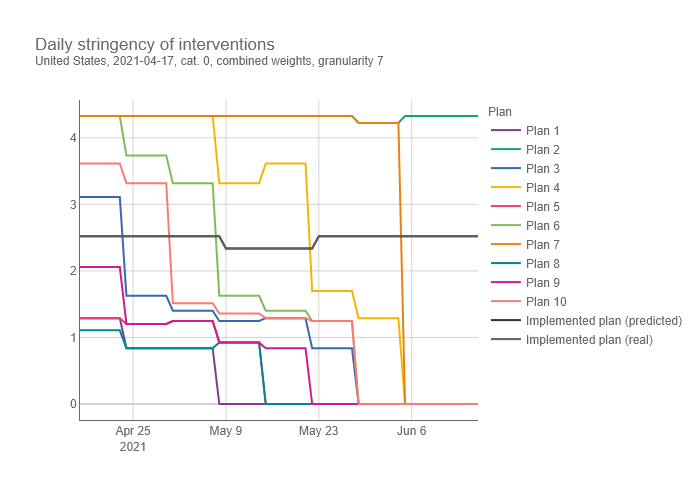 Daily stringency of interventions
United States, 2021-04-17, cat. 0, combined weights, granularity 7
Plan
Plan 1
Plan 2
Plan 3
Plan 4
Plan 5
Plan 6
Plan 7
Plan 8
Plan 9
Plan 10
Implemented plan (predicted)
Implemented plan (real)
4
3
2
1
0
Apr 25
May 9
May 23
Jun 6
2021